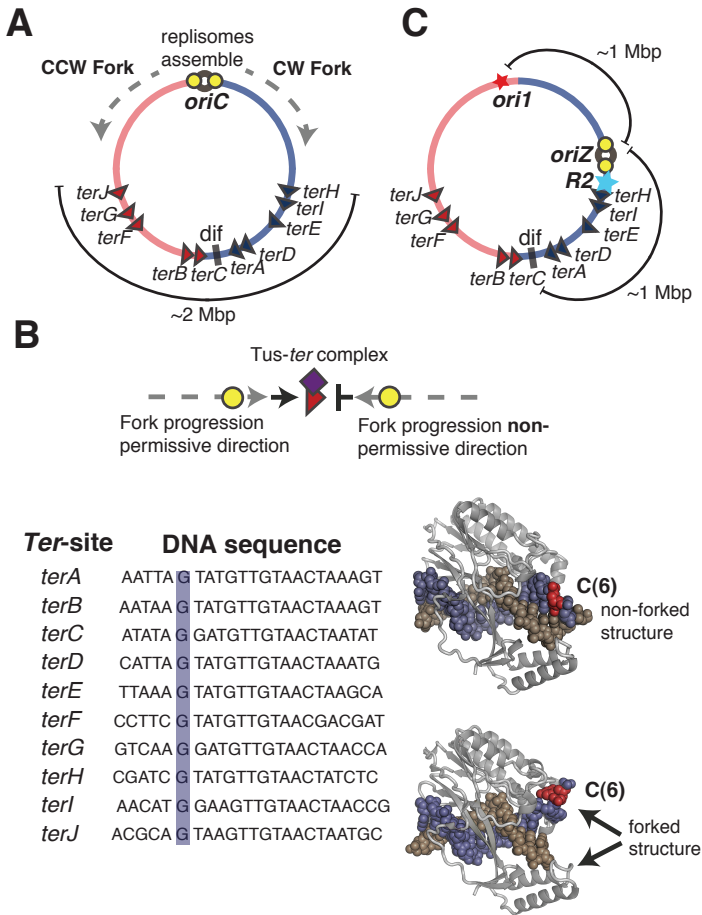 A
replisomes
assemble
CCW Fork
CW Fork
oriC
terJ
terG
terF
terB
terC
dif
terA
terD
terE
terI
terH
~2 Mbp
C
~1 Mbp
ori1
oriZ
R2
terJ
terG
terF
terB
terC
dif
terA
terD
terE
terI
terH
~1 Mbp
B
Tus-ter complex
Fork progression
permissive direction
Fork progression non-
permissive direction
Ter-site DNA sequence
terA AATTA G TATGTTGTAACTAAAGT
terB AATAA G TATGTTGTAACTAAAGT
terC ATATA G GATGTTGTAACTAATAT
terD CATTA G TATGTTGTAACTAAATG
terE TTAAA G TATGTTGTAACTAAGCA
terF CCTTC G TATGTTGTAACGACGAT
terG GTCAA G GATGTTGTAACTAACCA
terH CGATC G TATGTTGTAACTATCTC
terI AACAT G GAAGTTGTAACTAACCG
terJ ACGCA G TAAGTTGTAACTAATGC
C(6)
non-forked
structure
C(6)
forked
structure